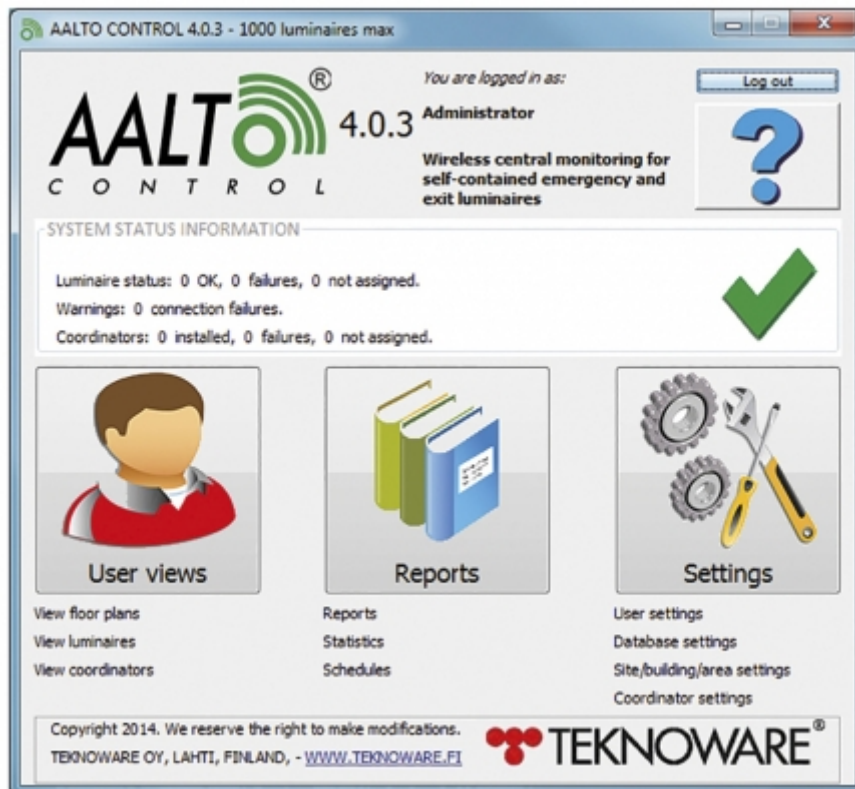 AALTO CONTROL 4.0.3 - 1000 luminaires max
AALTO®
CONTROL
4.0.3
You are logged in as:
Administrator
Wireless central monitoring for
self-contained emergency and
exit luminaires
Log out
?
SYSTEM STATUS INFORMATION
Luminaire status: 0 OK, 0 failures, 0 not assigned.
Warnings: 0 connection failures.
Coordinators: 0 installed, 0 failures, 0 not assigned.
User views
View floor plans
View luminaires
View coordinators
Reports
Reports
Statistics
Schedules
Settings
User settings
Database settings
Site/building/area settings
Coordinator settings
Copyright 2014. We reserve the right to make modifications.
TEKNOWARE OY, LAHTI, FINLAND, - WWW.TEKNOWARE.FI
TEKNOWARE®